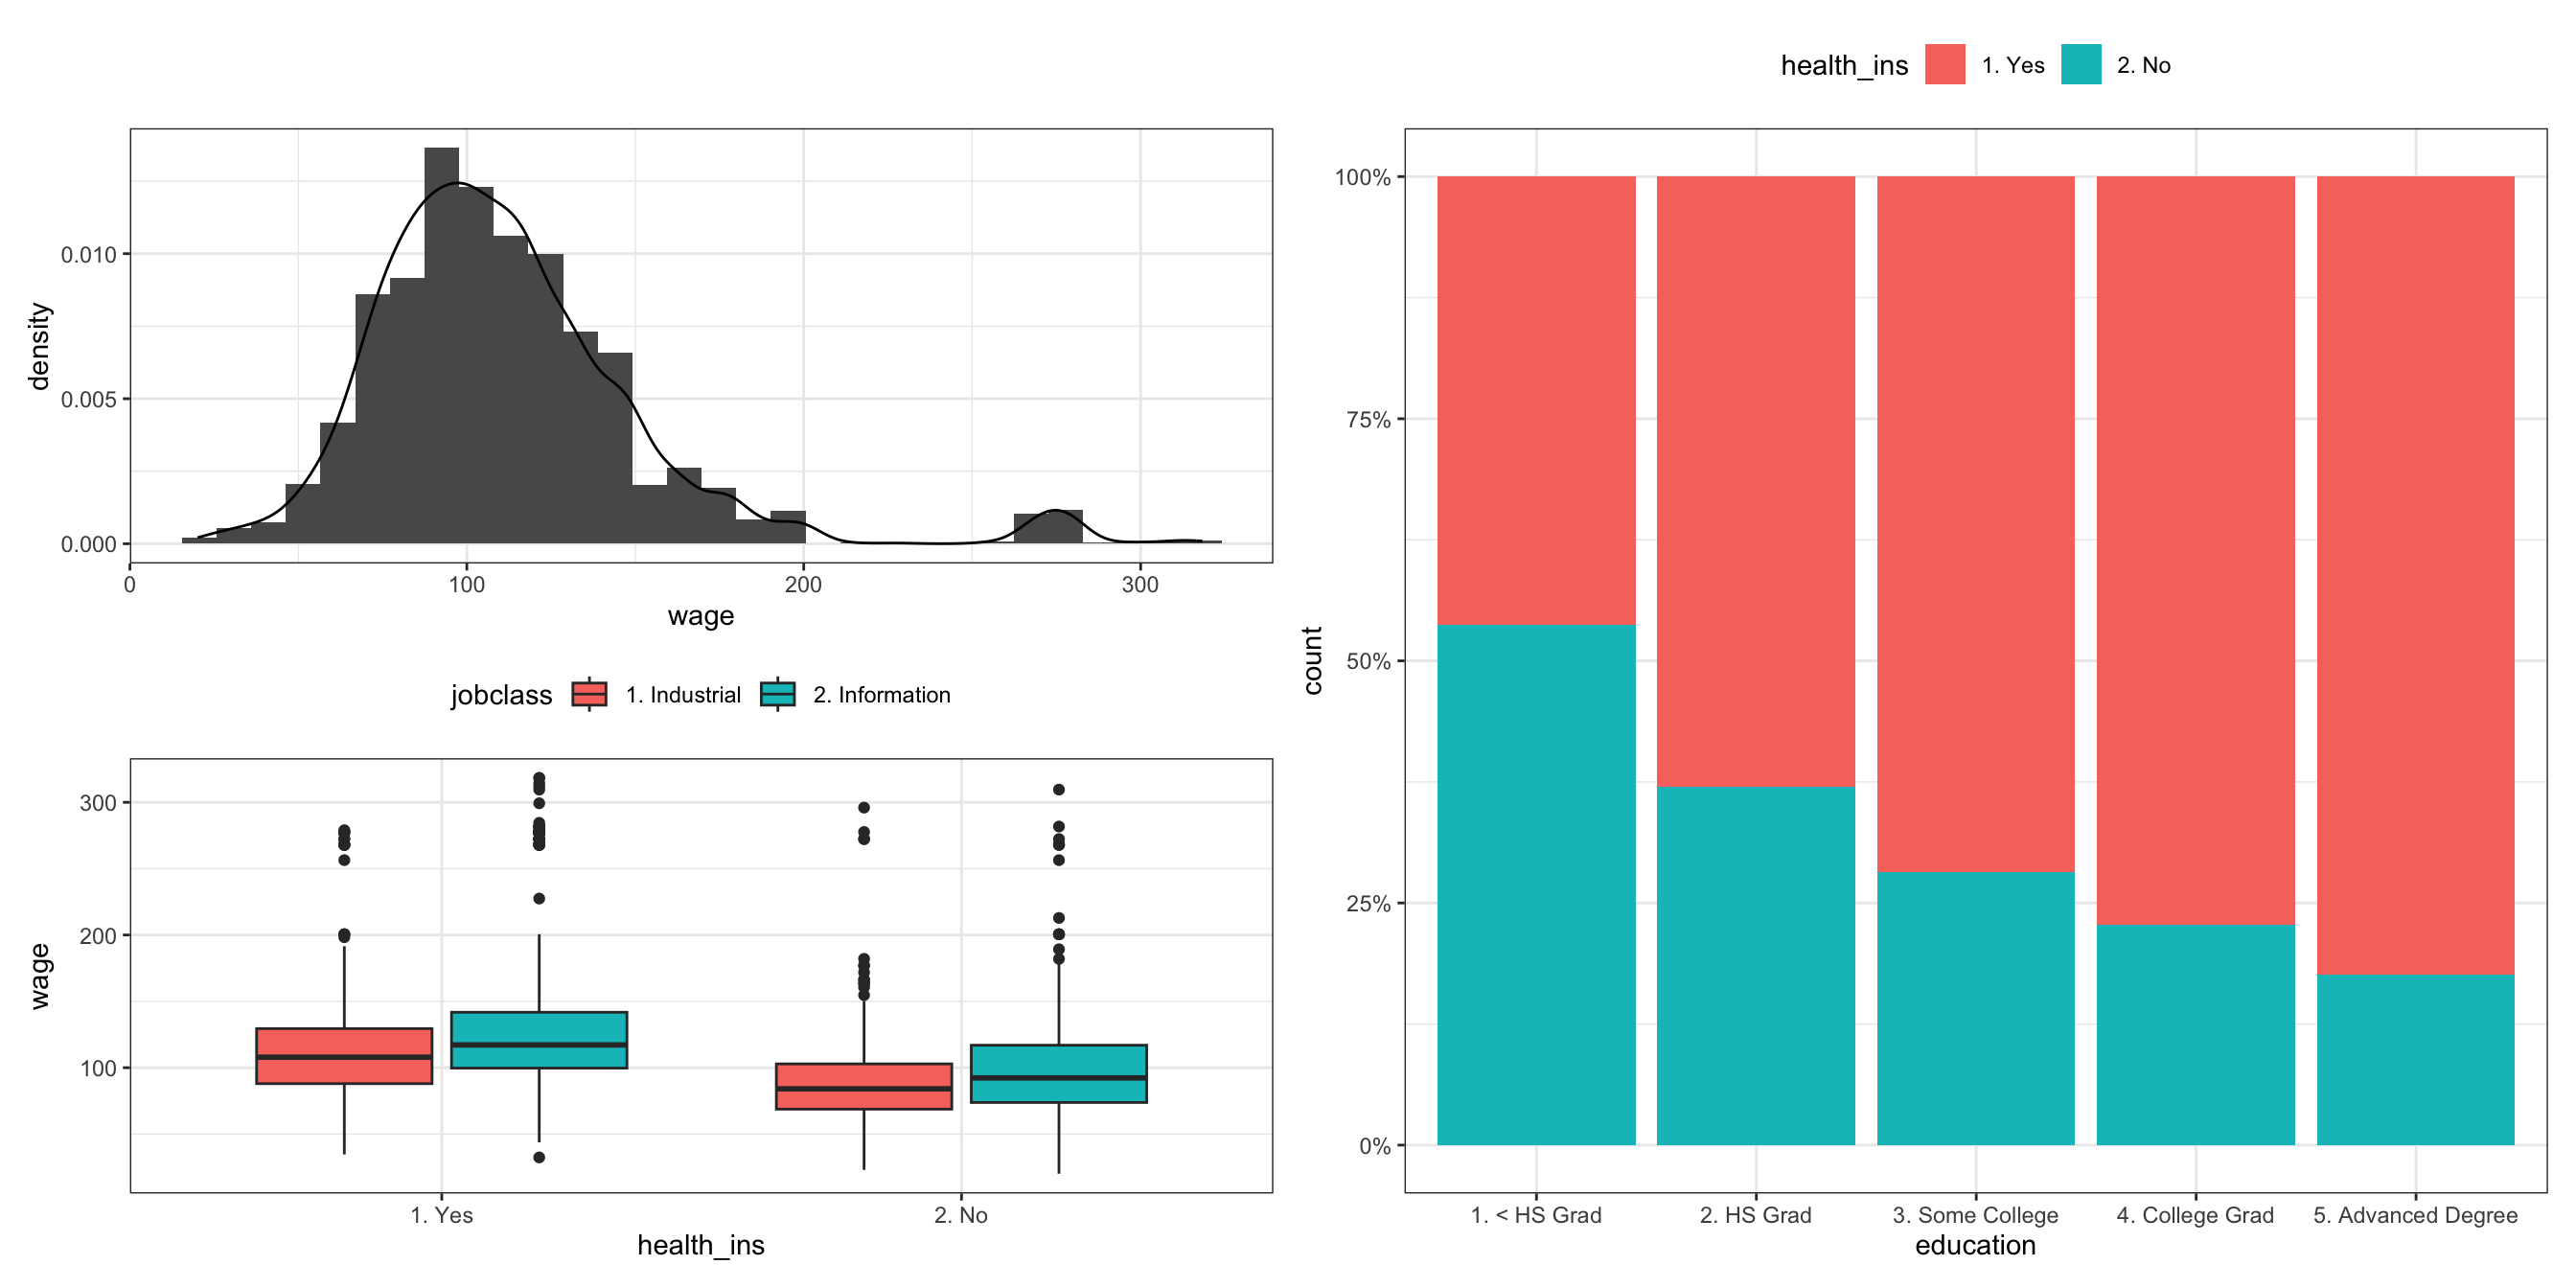 density
0.010
0.005
0.000
0 100 200 300
wage
jobclass 1. Industrial 2. Information
wage
300
200
100
1. Yes 2. No
health_ins
health_ins 1. Yes 2. No
count
100%
75%
50%
25%
0%
1. < HS Grad 2. HS Grad 3. Some College 4. College Grad 5. Advanced Degree
education